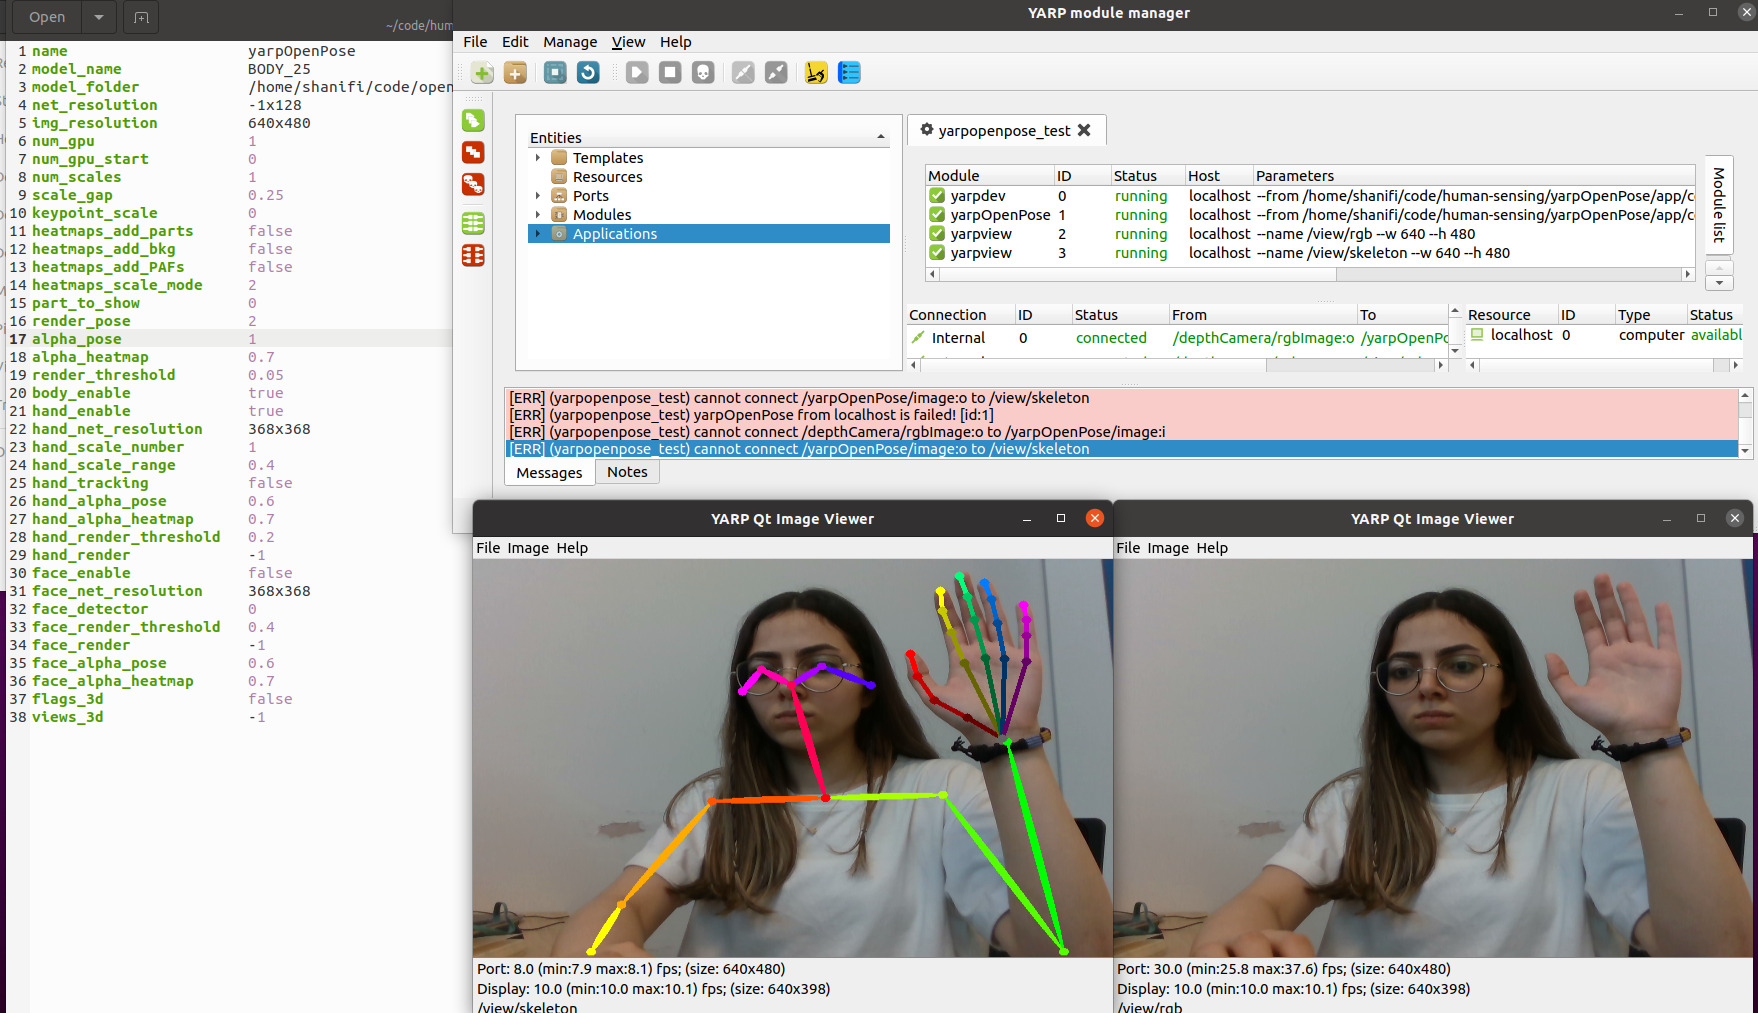 Open
~/code/hum
1 name yarpOpenPose
2 model_name BODY_25
3 model_folder /home/shanifi/code/open
4 net_resolution -1x128
5 img_resolution 640x480
6 num_gpu 1
7 num_gpu_start 0
8 num_scales 1
9 scale_gap 0.25
10 keypoint_scale 0
11 heatmaps_add_parts false
12 heatmaps_add_bkg false
13 heatmaps_add_PAFs false
14 heatmaps_scale_mode 2
15 part_to_show 0
16 render_pose 2
17 alpha_pose 1
18 alpha_heatmap 0.7
19 render_threshold 0.05
20 body_enable true
21 hand_enable true
22 hand_net_resolution 368x368
23 hand_scale_number 1
24 hand_scale_range 0.4
25 hand_tracking false
26 hand_alpha_pose 0.6
27 hand_alpha_heatmap 0.7
28 hand_render_threshold 0.2
29 hand_render -1
30 face_enable false
31 face_net_resolution 368x368
32 face_detector 0
33 face_render_threshold 0.4
34 face_render -1
35 face_alpha_pose 0.6
36 face_alpha_heatmap 0.7
37 flags_3d false
38 views_3d -1
YARP module manager
File Edit Manage View Help
Entities
Templates
Resources
Ports
Modules
Applications
yarpopenpose_test
Module ID Status Host Parameters
yarpdev 0 running localhost --from /home/shanifi/code/human-sensing/yarpOpenPose/app/c
yarpOpenPose 1 running localhost --from /home/shanifi/code/human-sensing/yarpOpenPose/app/c
yarpview 2 running localhost --name /view/rgb --w 640 --h 480
yarpview 3 running localhost --name /view/skeleton --w 640 --h 480
Module list
Connection ID Status From To
Internal 0 connected /depthCamera/rgbImage:o /yarpOpenPo
Resource ID Type Status
localhost 0 computer availabl
[ERR] (yarpopenpose_test) cannot connect /yarpOpenPose/image:o to /view/skeleton
[ERR] (yarpopenpose_test) yarpOpenPose from localhost is failed! [id:1]
[ERR] (yarpopenpose_test) cannot connect /depthCamera/rgbImage:o to /yarpOpenPose/image:i
[ERR] (yarpopenpose_test) cannot connect /yarpOpenPose/image:o to /view/skeleton
Messages Notes
YARP Qt Image Viewer
File Image Help
Port: 8.0 (min:7.9 max:8.1) fps; (size: 640x480)
Display: 10.0 (min:10.0 max:10.1) fps; (size: 640x398)
/view/skeleton
YARP Qt Image Viewer
File Image Help
Port: 30.0 (min:25.8 max:37.6) fps; (size: 640x480)
Display: 10.0 (min:10.0 max:10.1) fps; (size: 640x398)
/view/rgb